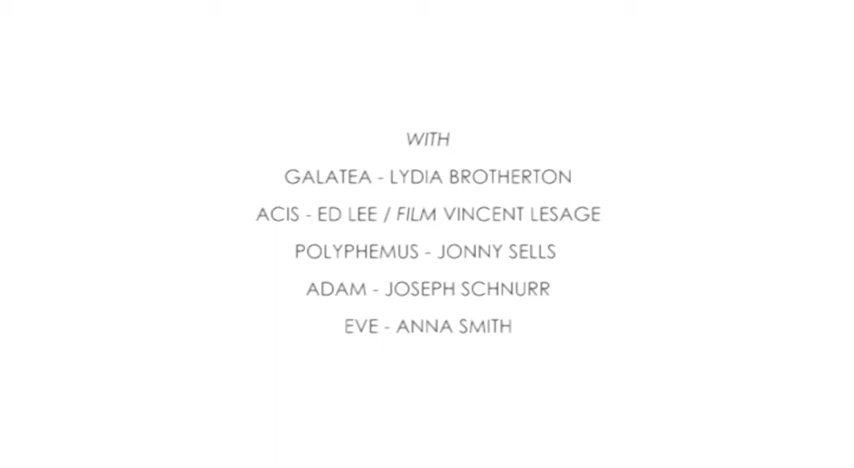 WITH
GALATEA - LYDIA BROTHERTON
ACIS - ED LEE / FILM VINCENT LESAGE
POLYPHEMUS - JONNY SELLS
ADAM - JOSEPH SCHNURR
EVE - ANNA SMITH